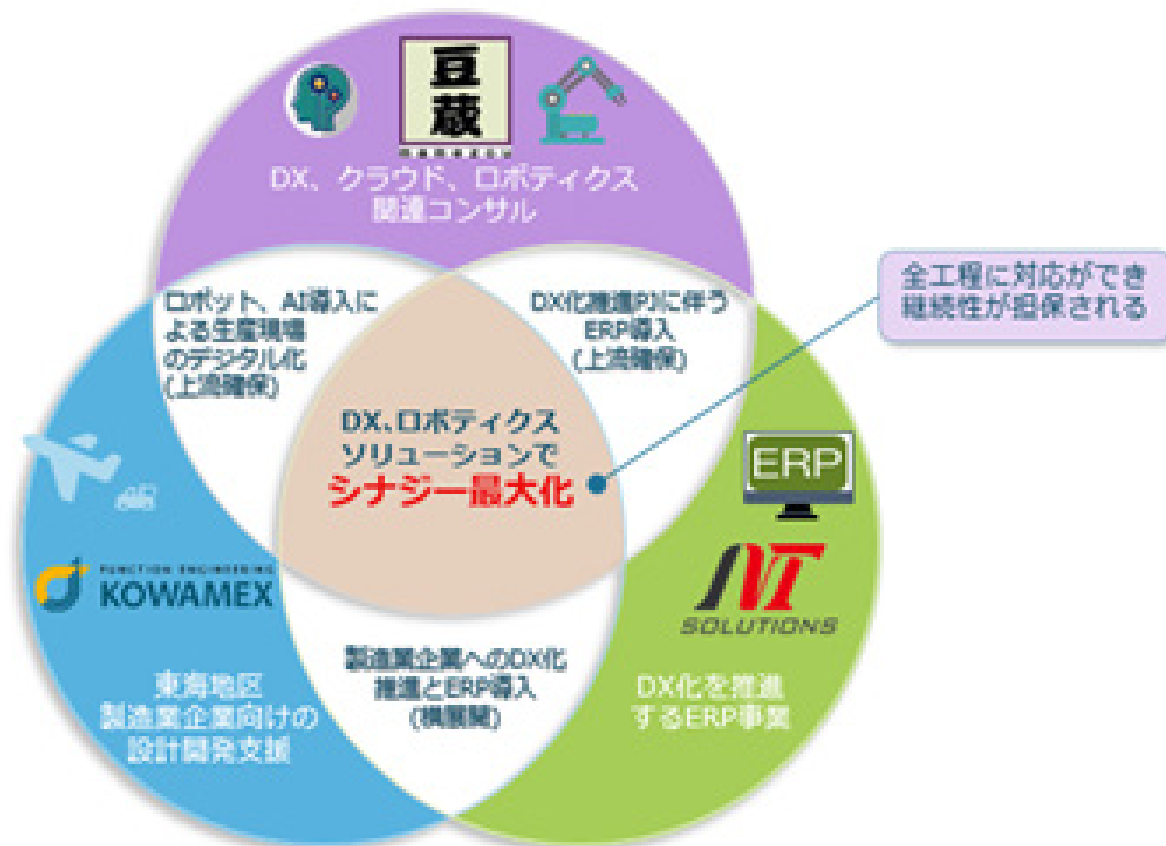 豆
蔵
DX、クラウド、ロボティクス
関連コンサル
ロボット、AI導入に
よる生産現場
のデジタル化
(上流確保)
DX化推進PJに伴う
ERP導入
(上流確保)
全工程に対応ができ
継続性が担保される
DX、ロボティクス
ソリューションで
シナジー最大化
ERP
FUNCTION ENGINEERING
KOWAMEX
NT
SOLUTIONS
東海地区
製造業企業向けの
設計開発支援
製造業企業へのDX化
推進とERP導入
(横展開)
DX化を推進
するERP事業